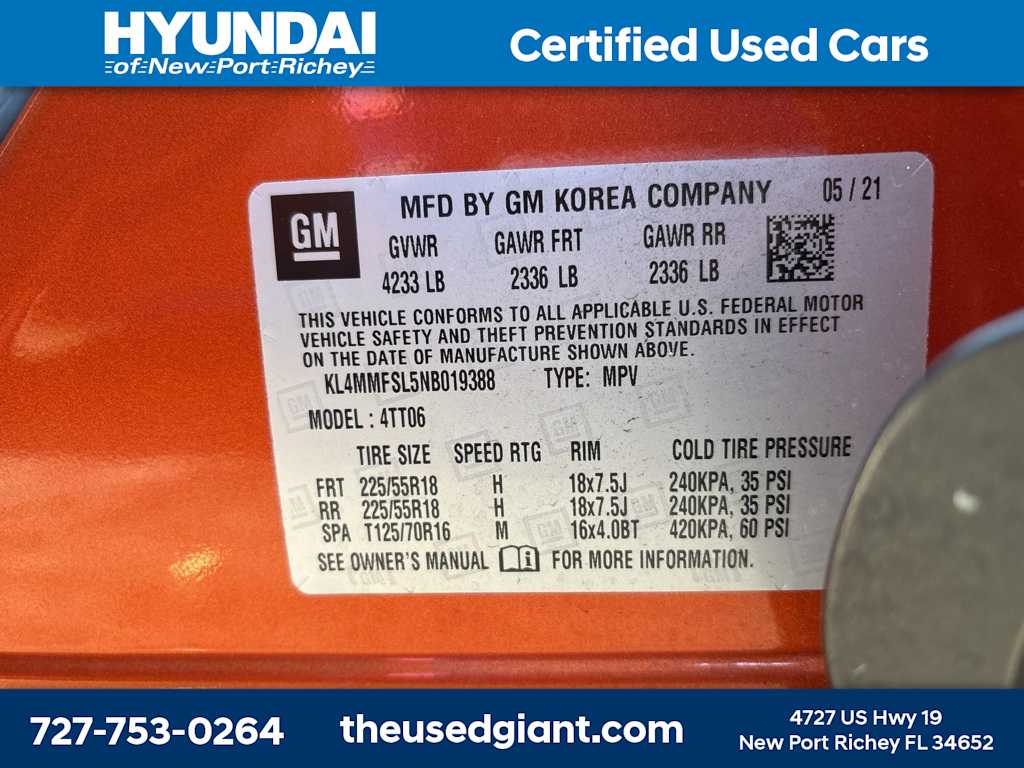 HYUNDAI
of New Port Richey
Certified Used Cars
GM
MFD BY GM KOREA COMPANY 05 / 21
GVWR GAWR FRT GAWR RR
4233 LB 2336 LB 2336 LB
THIS VEHICLE CONFORMS TO ALL APPLICABLE U.S. FEDERAL MOTOR
VEHICLE SAFETY AND THEFT PREVENTION STANDARDS IN EFFECT
ON THE DATE OF MANUFACTURE SHOWN ABOVE.
KL4MMFSL5NB019388 TYPE: MPV
MODEL : 4TT06
TIRE SIZE SPEED RTG RIM COLD TIRE PRESSURE
FRT 225/55R18 H 18x7.5J 240KPA, 35 PSI
RR 225/55R18 H 18x7.5J 240KPA, 35 PSI
SPA T125/70R16 M 16x4.0BT 420KPA, 60 PSI
SEE OWNER'S MANUAL i FOR MORE INFORMATION.
727-753-0264
theusedgiant.com
4727 US Hwy 19
New Port Richey FL 34652